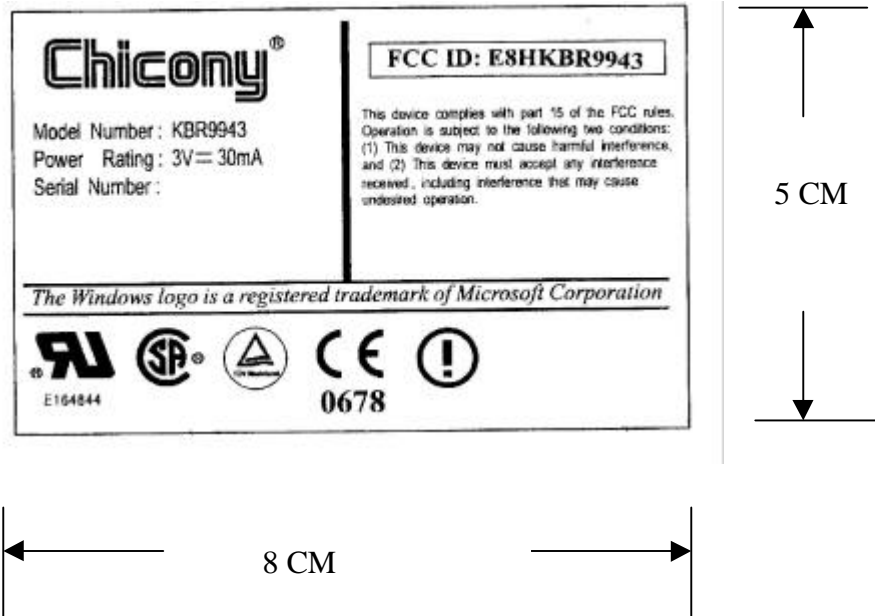 Chicony®
Model Number: KBR9943
Power Rating: 3V⎓30mA
Serial Number:
FCC ID: E8HKBR9943
This device complies with part 15 of the FCC rules.
Operation is subject to the following two conditions:
(1) This device may not cause harmful interference,
and (2) This device must accept any interference
received, including interference that may cause
undesired operation.
The Windows logo is a registered trademark of Microsoft Corporation
E164844
0678
5 CM
8 CM